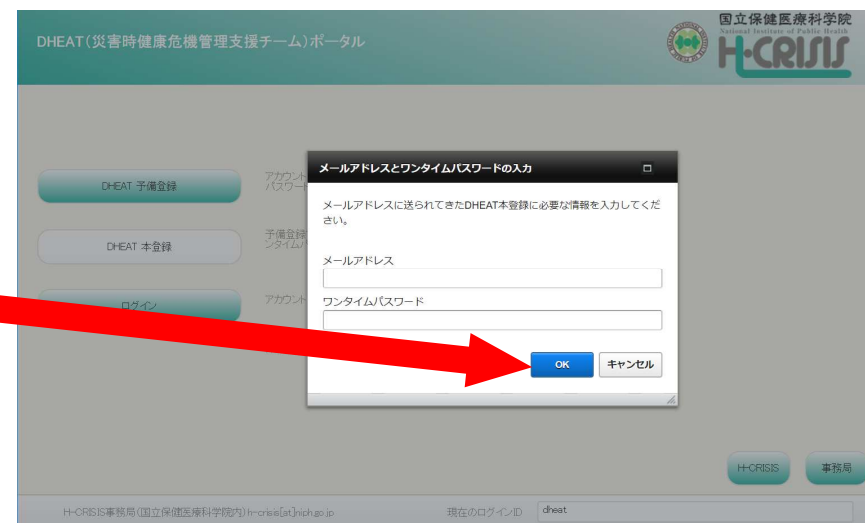 DHEAT(災害時健康危機管理支援チーム)ポータル
国立保健医療科学院
National Institute of Public Health
H-CRISIS
DHEAT 予備登録
アカウント
パスワード
DHEAT 本登録
予備登録
ンタイムパ
ログイン
アカウント
メールアドレスとワンタイムパスワードの入力
メールアドレスに送られてきたDHEAT本登録に必要な情報を入力してくだ
さい。
メールアドレス
ワンタイムパスワード
OK
キャンセル
H-CRISIS
事務局
H-CRISIS事務局(国立保健医療科学院内)h-crisis[at]niph.go.jp
現在のログインID
dheat